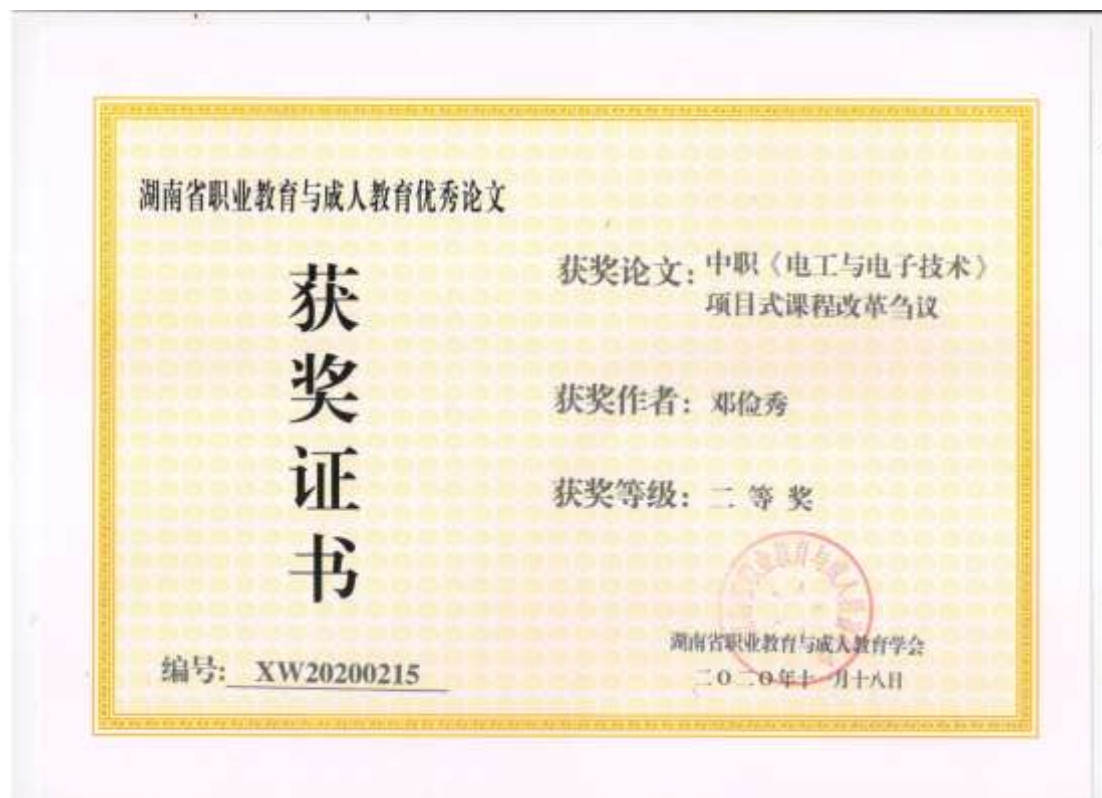 湖南省职业教育与成人教育优秀论文
获奖证书
编号: XW20200215
获奖论文: 中职《电工与电子技术》
项目式课程改革刍议
获奖作者: 邓俭秀
获奖等级: 二等奖
湖南省职业教育与成人教育学会
二〇二〇年十一月十八日